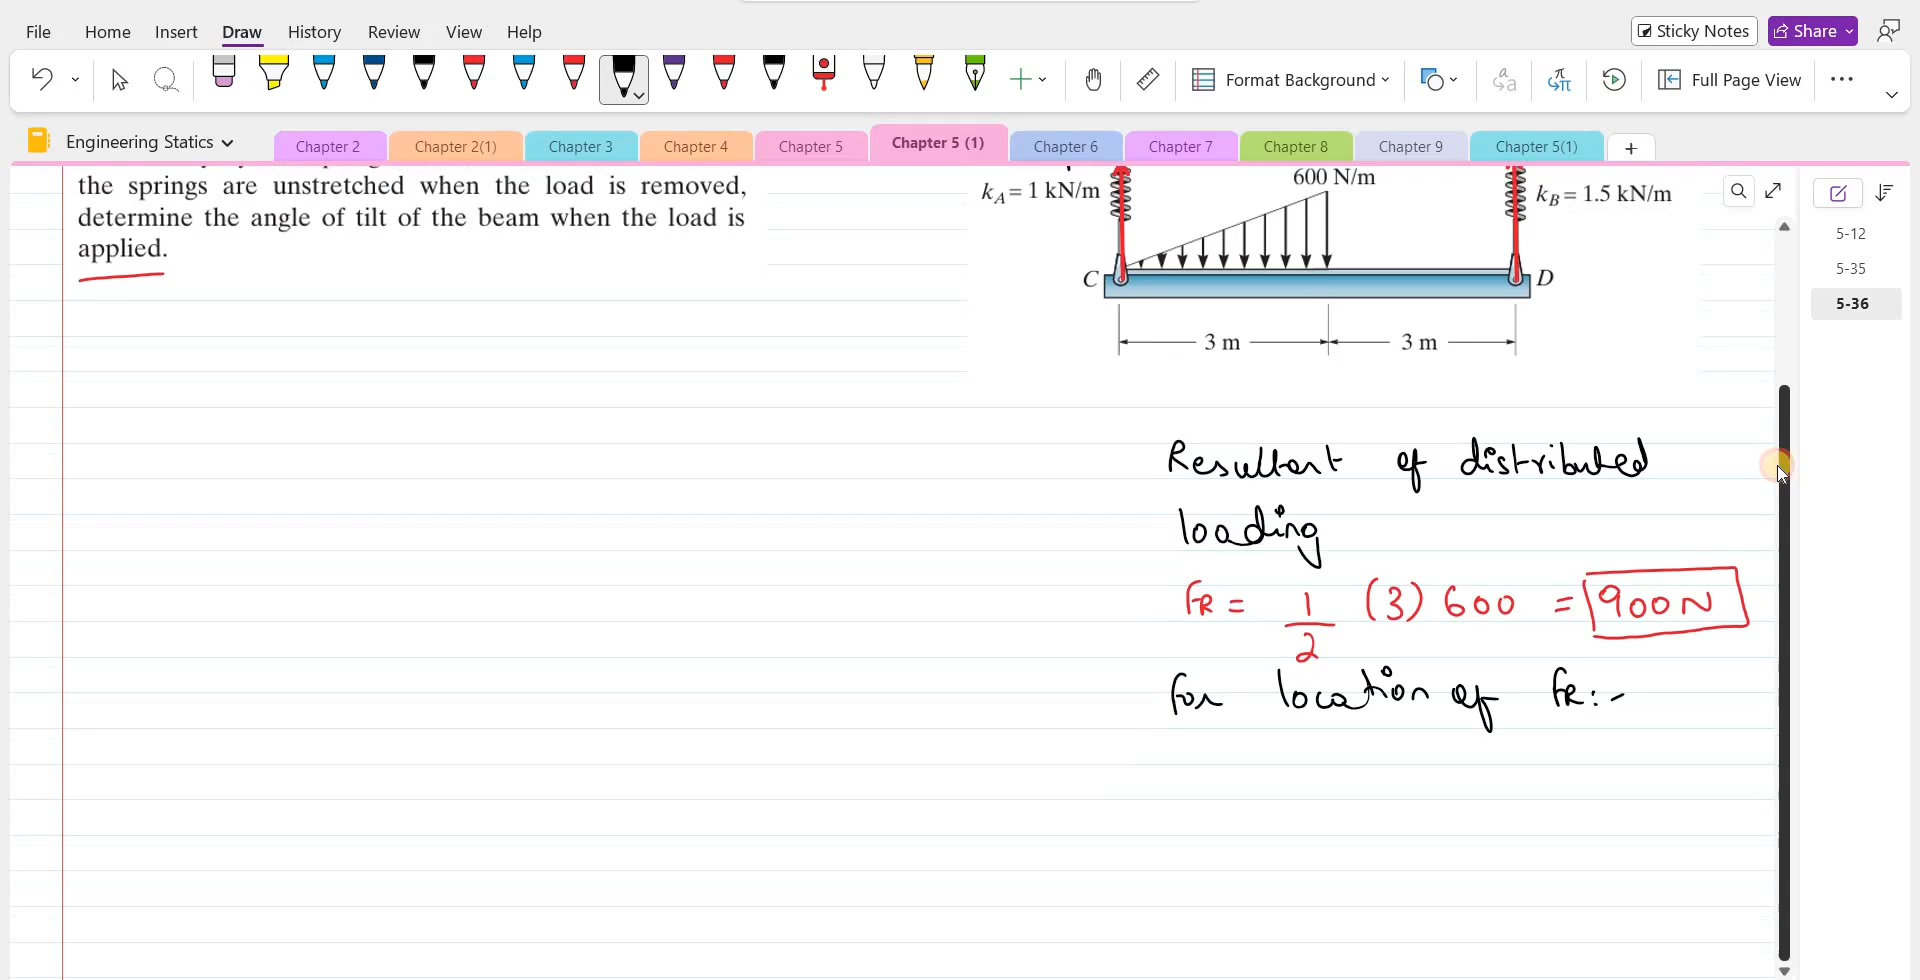 File Home Insert Draw History Review View Help
Sticky Notes Share
Format Background Full Page View
Engineering Statics Chapter 2 Chapter 2(1) Chapter 3 Chapter 4 Chapter 5 Chapter 5 (1) Chapter 6 Chapter 7 Chapter 8 Chapter 9 Chapter 5(1) +
the springs are unstretched when the load is removed,
determine the angle of tilt of the beam when the load is
applied.
600 N/m
k_A = 1 kN/m
k_B = 1.5 kN/m
C D
3 m 3 m
5-12
5-35
5-36
Resultant of distributed
loading
FR = 1/2 (3) 600 = 900N
For location of FR:-